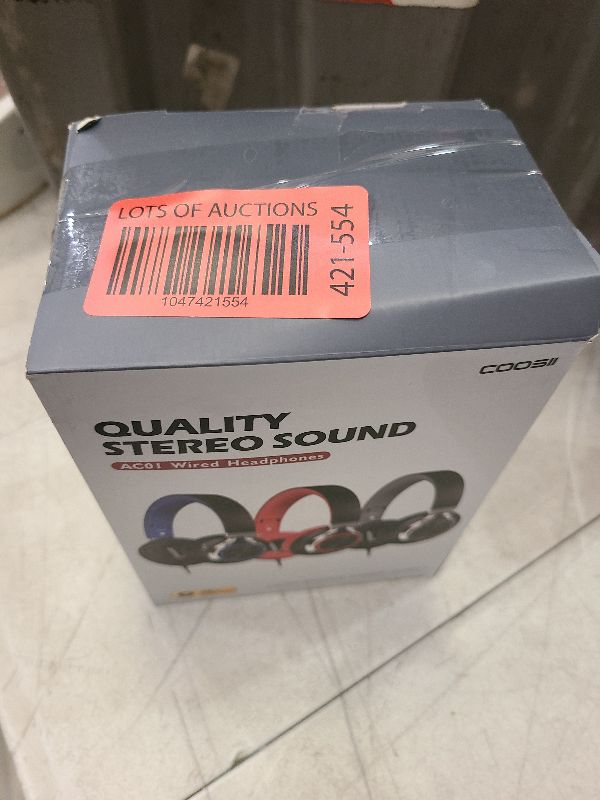 LOTS OF AUCTIONS
1047421554
421-554
COOSII
QUALITY
STEREO SOUND
AC01 Wired Headphones